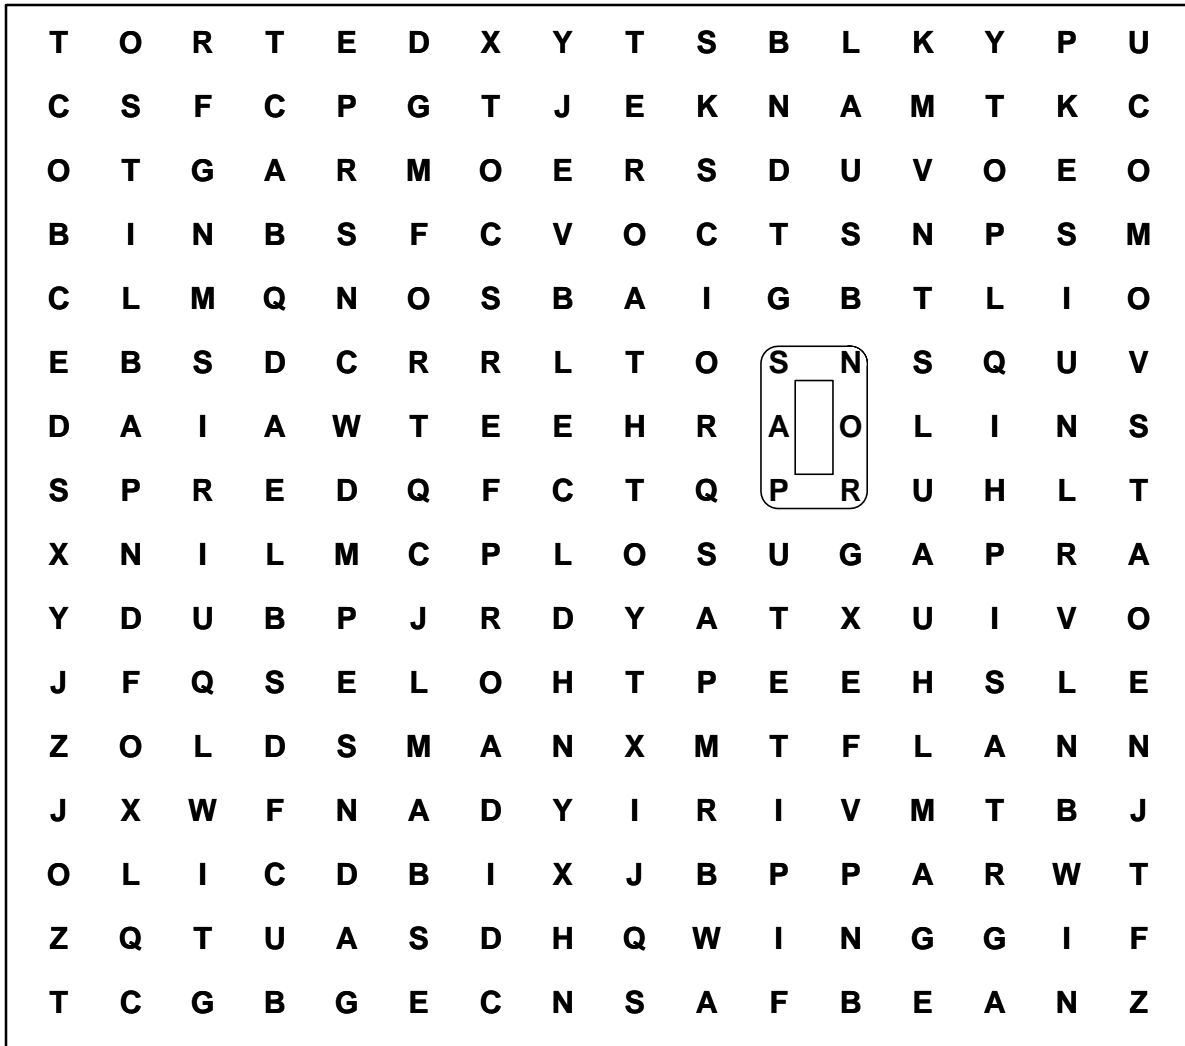 T O R T E D X Y T S B L K Y P U
C S F C P G T J E K N A M T K C
O T G A R M O E R S D U V O E O
B I N B S F C V O C T S N P S M
C L M Q N O S B A I G B T L I O
E B S D C R R L T O S N S Q U V
D A I A W T E E H R A O L I N S
S P R E D Q F C T Q P R U H L T
X N I L M C P L O S U G A P R A
Y D U B P J R D Y A T X U I V O
J F Q S E L O H T P E E H S L E
Z O L D S M A N X M T F L A N N
J X W F N A D Y I R I V M T B J
O L I C D B I X J B P P A R W T
Z Q T U A S D H Q W I N G G I F
T C G B G E C N S A F B E A N Z